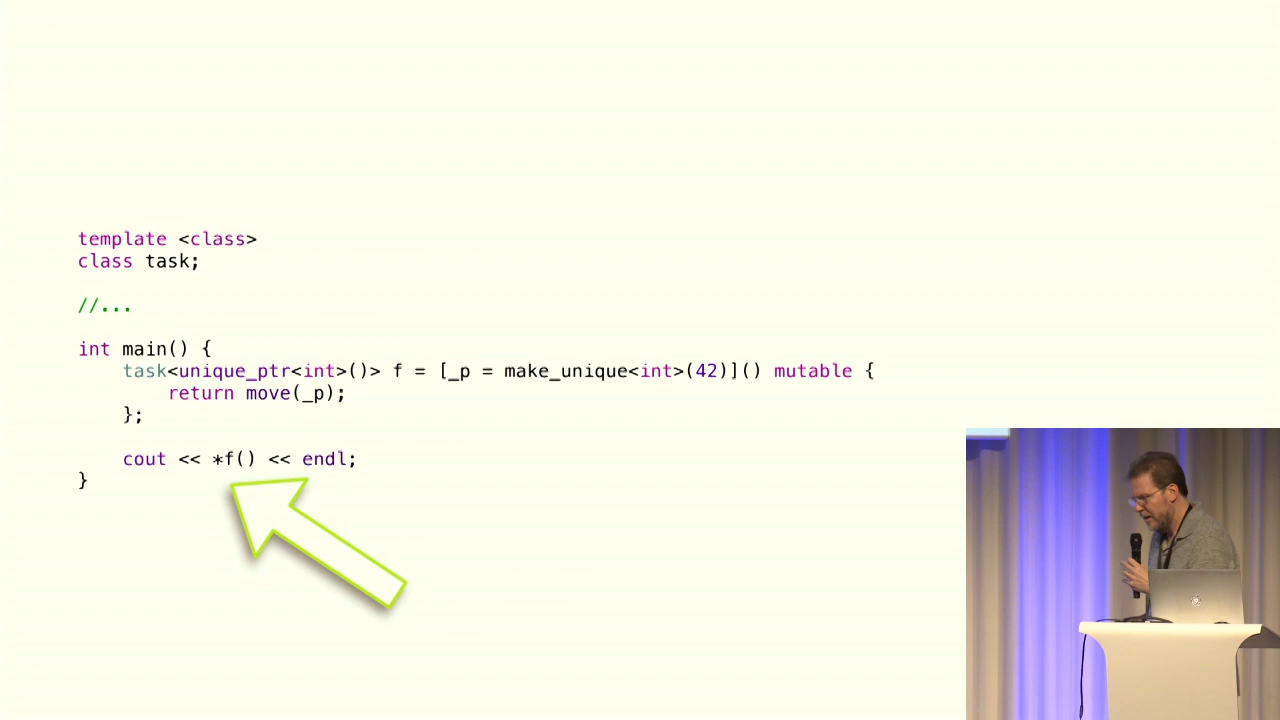 template <class>
class task;
//...
int main() {
    task<unique_ptr<int>()> f = [_p = make_unique<int>(42)]() mutable {
        return move(_p);
    };
    cout << *f() << endl;
}